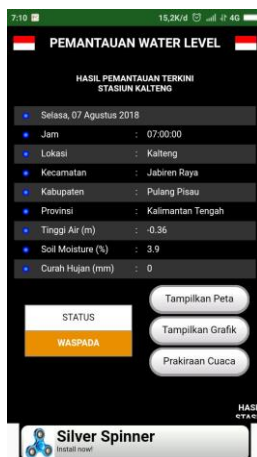 7:10 15,2K/d 4G
PEMANTAUAN WATER LEVEL
HASIL PEMANTAUAN TERKINI
STASIUN KALTENG
Selasa, 07 Agustus 2018
Jam : 07:00:00
Lokasi : Kalteng
Kecamatan : Jabiren Raya
Kabupaten : Pulang Pisau
Provinsi : Kalimantan Tengah
Tinggi Air (m) : -0.36
Soil Moisture (%) : 3.9
Curah Hujan (mm) : 0
STATUS
WASPADA
Tampilkan Peta
Tampilkan Grafik
Prakiraan Cuaca
Silver Spinner
Install now!